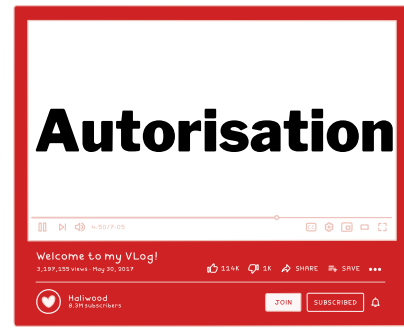 Autorisation
4.50/7.05
Welcome to my VLog!
3,197,155 views · May 30, 2017
114K 1K SHARE SAVE
Haliwood
8.3M subscribers
JOIN SUBSCRIBED